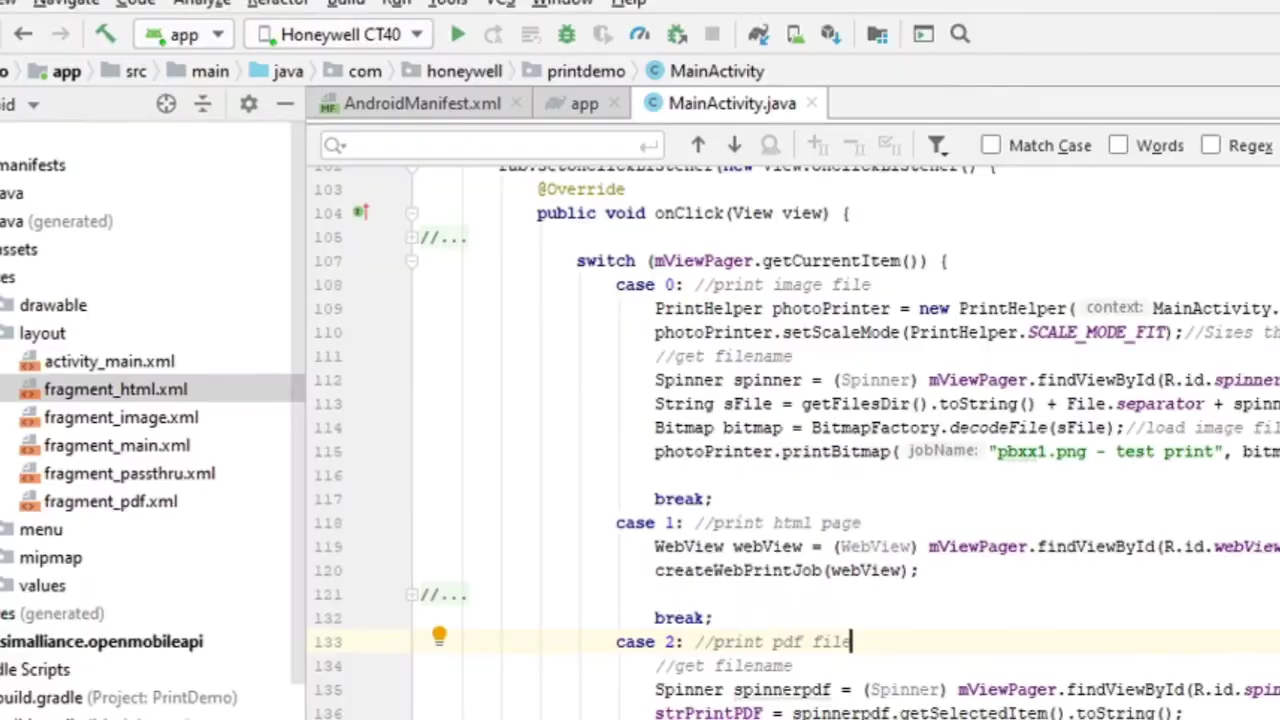 Navigate Code Analyze Refactor Build Run Tools VCS Window Help
app Honeywell CT40
app src main java com honeywell printdemo MainActivity
AndroidManifest.xml app MainActivity.java
Match Case Words Regex
manifests
drawable
layout
activity_main.xml
fragment_html.xml
fragment_image.xml
fragment_main.xml
fragment_passthru.xml
fragment_pdf.xml
menu
mipmap
values
(generated)
simalliance.openmobileapi
Scripts
build.gradle (Project: PrintDemo)
103 @Override
104 public void onClick(View view) {
105 //...
107 switch (mViewPager.getCurrentItem()) {
108 case 0: //print image file
109 PrintHelper photoPrinter = new PrintHelper( context: MainActivity.
110 photoPrinter.setScaleMode(PrintHelper.SCALE_MODE_FIT);//Sizes th
111 //get filename
112 Spinner spinner = (Spinner) mViewPager.findViewById(R.id.spinner
113 String sFile = getFilesDir().toString() + File.separator + spinn
114 Bitmap bitmap = BitmapFactory.decodeFile(sFile);//load image fil
115 photoPrinter.printBitmap( jobName: "pbxx1.png - test print", bitm
116
117 break;
118 case 1: //print html page
119 WebView webView = (WebView) mViewPager.findViewById(R.id.webView
120 createWebPrintJob(webView);
121 //...
132 break;
133 case 2: //print pdf file
134 //get filename
135 Spinner spinnerpdf = (Spinner) mViewPager.findViewById(R.id.spin
136 strPrintPDF = spinnerpdf.getSelectedItem().toString();